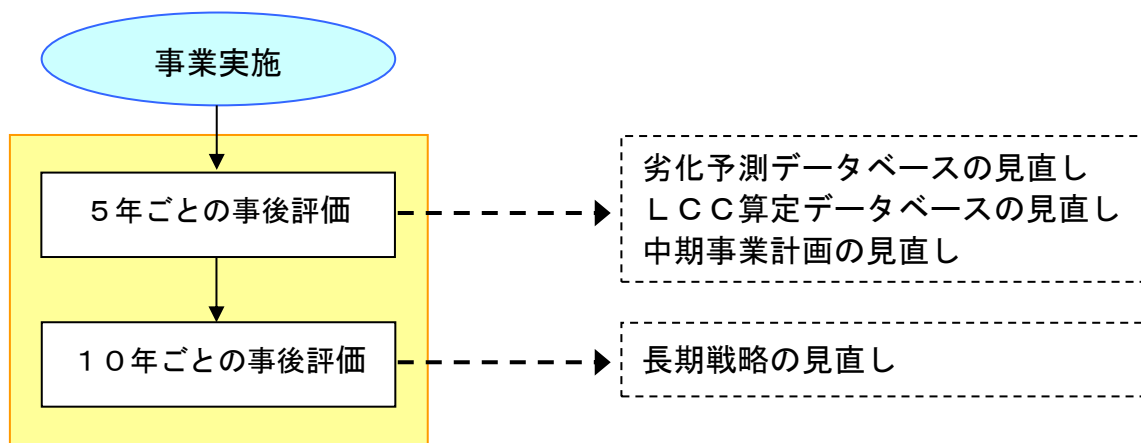 事業実施
５年ごとの事後評価
劣化予測データベースの見直し
ＬＣＣ算定データベースの見直し
中期事業計画の見直し
１０年ごとの事後評価
長期戦略の見直し